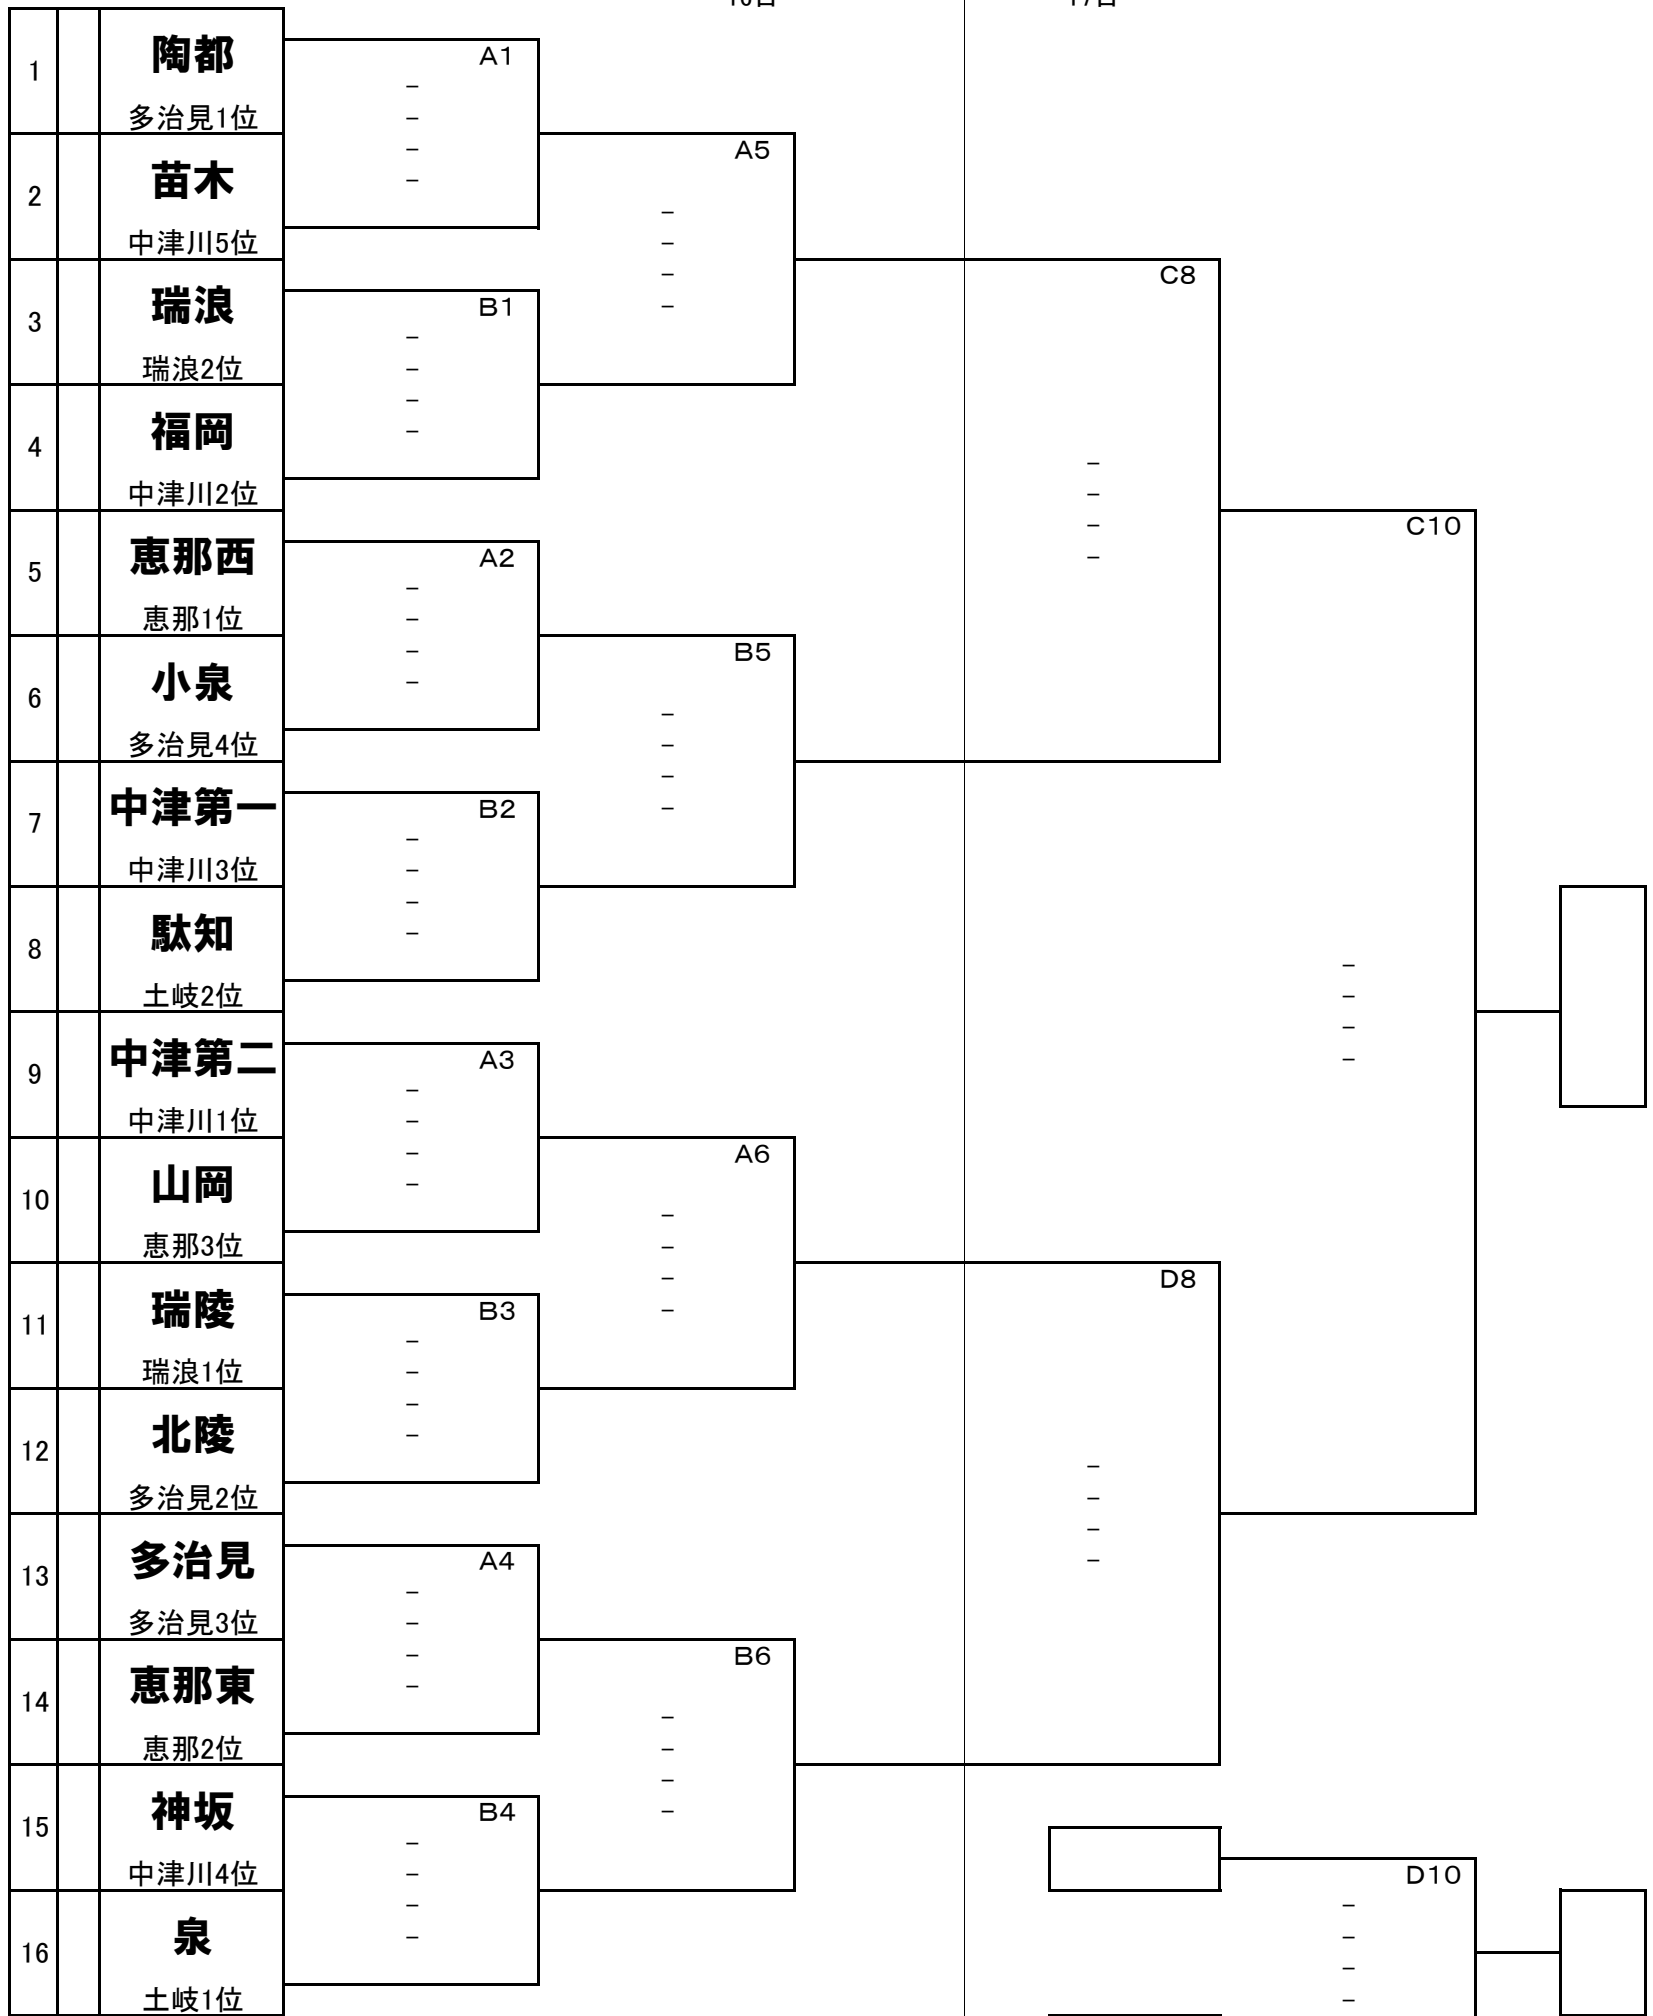 陶都
A1
1
多治見1位
A5
苗木
2
中津川5位
C8
瑞浪
B1
3
瑞浪2位
福岡
4
中津川2位
C10
恵那西
A2
5
恵那1位
B5
小泉
6
多治見4位
中津第一
B2
7
中津川3位
駄知
8
土岐2位
中津第二
A3
9
中津川1位
A6
山岡
10
恵那3位
D8
瑞陵
B3
11
瑞浪1位
北陵
12
多治見2位
多治見
A4
13
多治見3位
B6
恵那東
14
恵那2位
神坂
B4
15
中津川4位
D10
泉
16
土岐1位